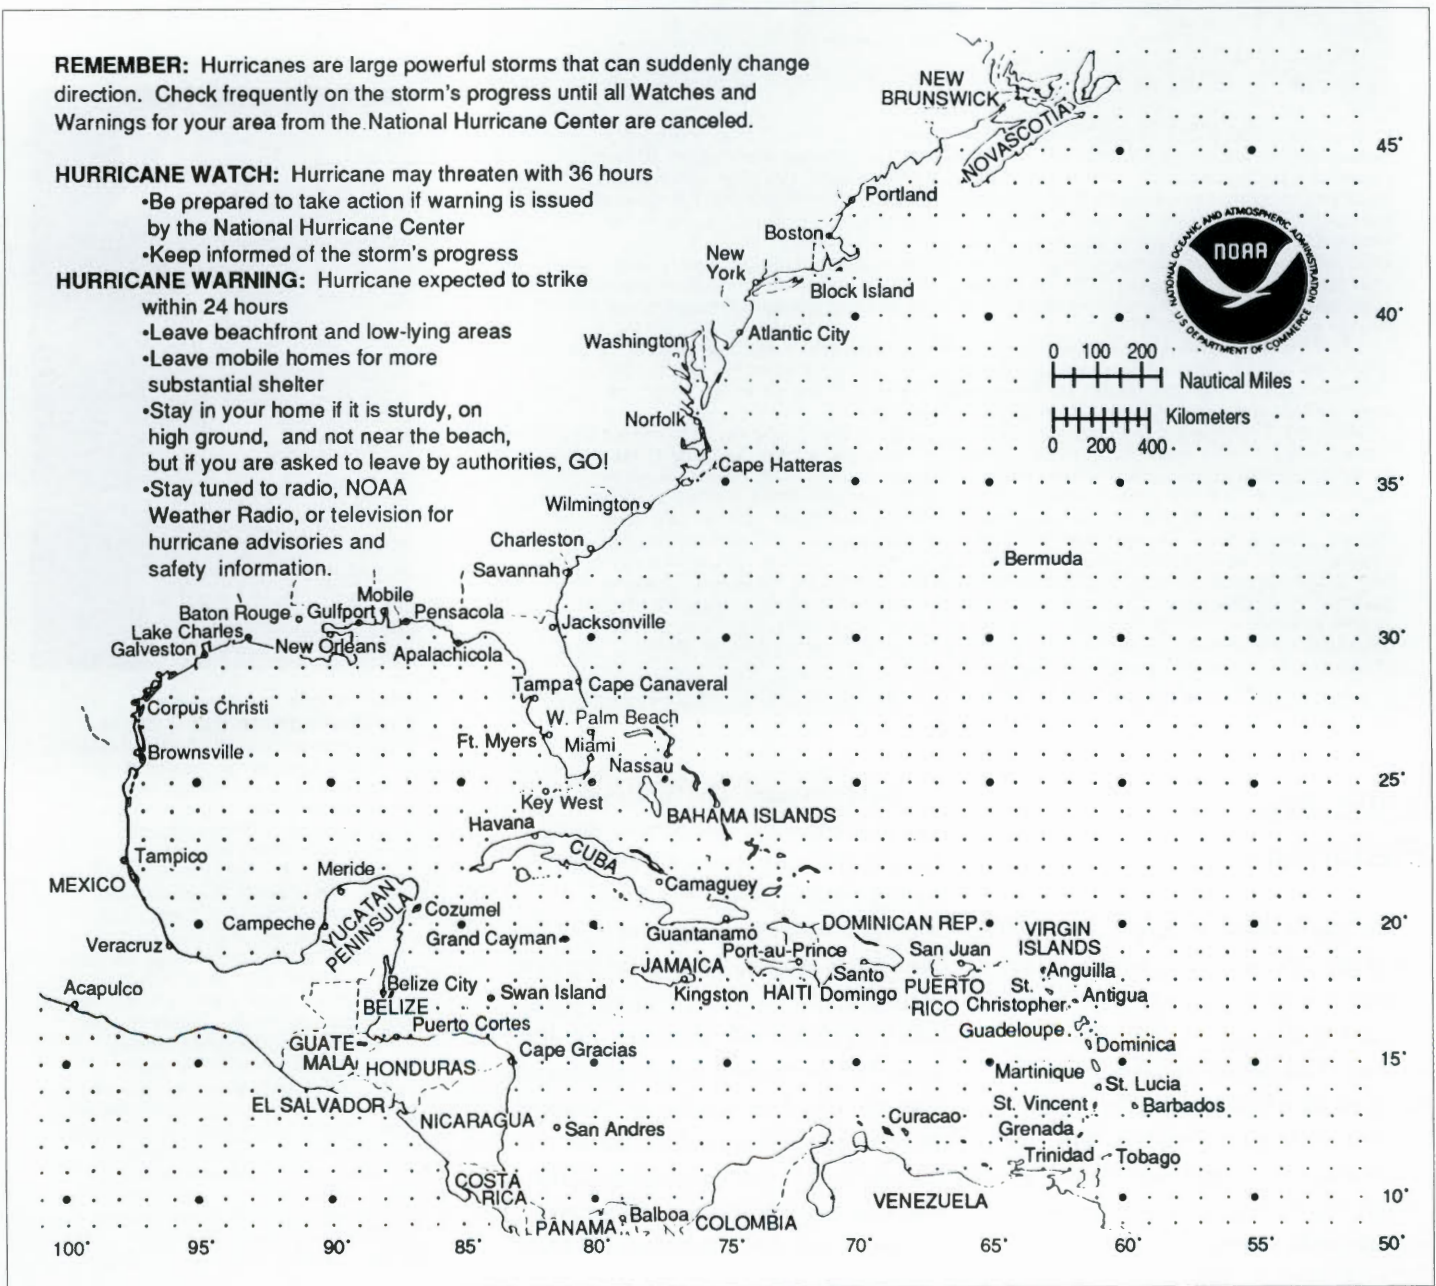 REMEMBER: Hurricanes are large powerful storms that can suddenly change
direction. Check frequently on the storm's progress until all Watches and
Warnings for your area from the National Hurricane Center are canceled.
HURRICANE WATCH: Hurricane may threaten with 36 hours
•Be prepared to take action if warning is issued
by the National Hurricane Center
•Keep informed of the storm's progress
HURRICANE WARNING: Hurricane expected to strike
within 24 hours
•Leave beachfront and low-lying areas
•Leave mobile homes for more
substantial shelter
•Stay in your home if it is sturdy, on
high ground, and not near the beach,
but if you are asked to leave by authorities, GO!
•Stay tuned to radio, NOAA
Weather Radio, or television for
hurricane advisories and
safety information.
NEW
BRUNSWICK
NOVASCOTIA
45°
Portland
Boston
New
York
Block Island
NATIONAL OCEANIC AND ATMOSPHERIC ADMINISTRATION
NOAA
U.S. DEPARTMENT OF COMMERCE
40°
Washington
Atlantic City
0 100 200
Nautical Miles
Kilometers
0 200 400
Norfolk
Cape Hatteras
35°
Wilmington
Charleston
Savannah
Bermuda
Mobile
Baton Rouge
Gulfport
Pensacola
Jacksonville
Lake Charles
Galveston
New Orleans
Apalachicola
30°
Tampa
Cape Canaveral
Corpus Christi
W. Palm Beach
Ft. Myers
Miami
Brownsville
Nassau
25°
Key West
BAHAMA ISLANDS
Havana
CUBA
Tampico
Meride
MEXICO
Camaguey
YUCATAN
PENINSULA
Cozumel
Campeche
Grand Cayman
Guantanamo
DOMINICAN REP.
VIRGIN
ISLANDS
20°
Veracruz
Port-au-Prince
San Juan
JAMAICA
Santo
Domingo
Anguilla
Acapulco
Belize City
BELIZE
Swan Island
Kingston
HAITI
PUERTO
RICO
St.
Christopher
Antigua
Puerto Cortes
Guadeloupe
GUATE
MALA
Cape Gracias
Dominica
HONDURAS
15°
Martinique
St. Lucia
EL SALVADOR
St. Vincent
Barbados
NICARAGUA
San Andres
Curacao
Grenada
Trinidad
Tobago
COSTA
RICA
VENEZUELA
10°
PANAMA
Balboa
COLOMBIA
100° 95° 90° 85° 80° 75° 70° 65° 60° 55° 50°